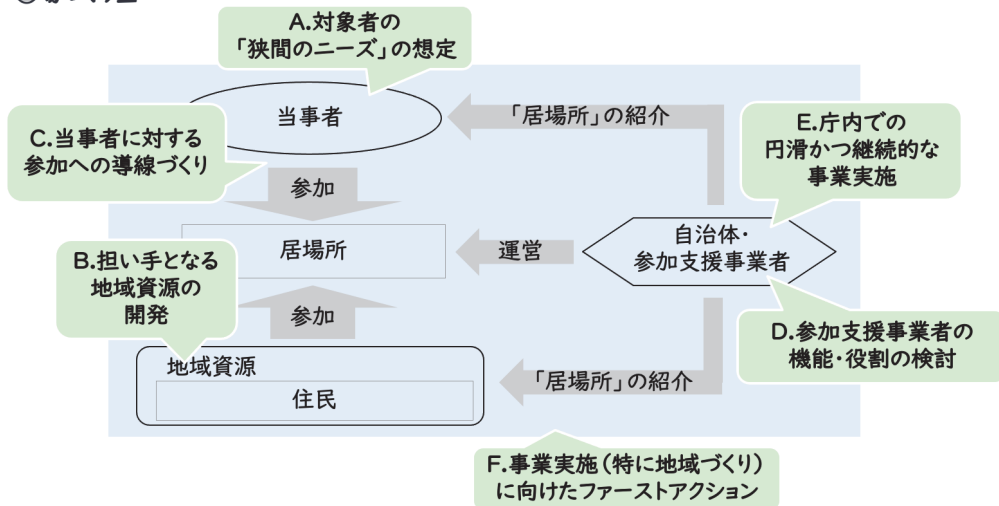 A.対象者の
「狭間のニーズ」の想定
当事者
「居場所」の紹介
C.当事者に対する
参加への導線づくり
E.庁内での
円滑かつ継続的な
事業実施
参加
居場所
運営
自治体・
参加支援事業者
B.担い手となる
地域資源の
開発
参加
D.参加支援事業者の
機能・役割の検討
地域資源
住民
「居場所」の紹介
F.事業実施（特に地域づくり）
に向けたファーストアクション